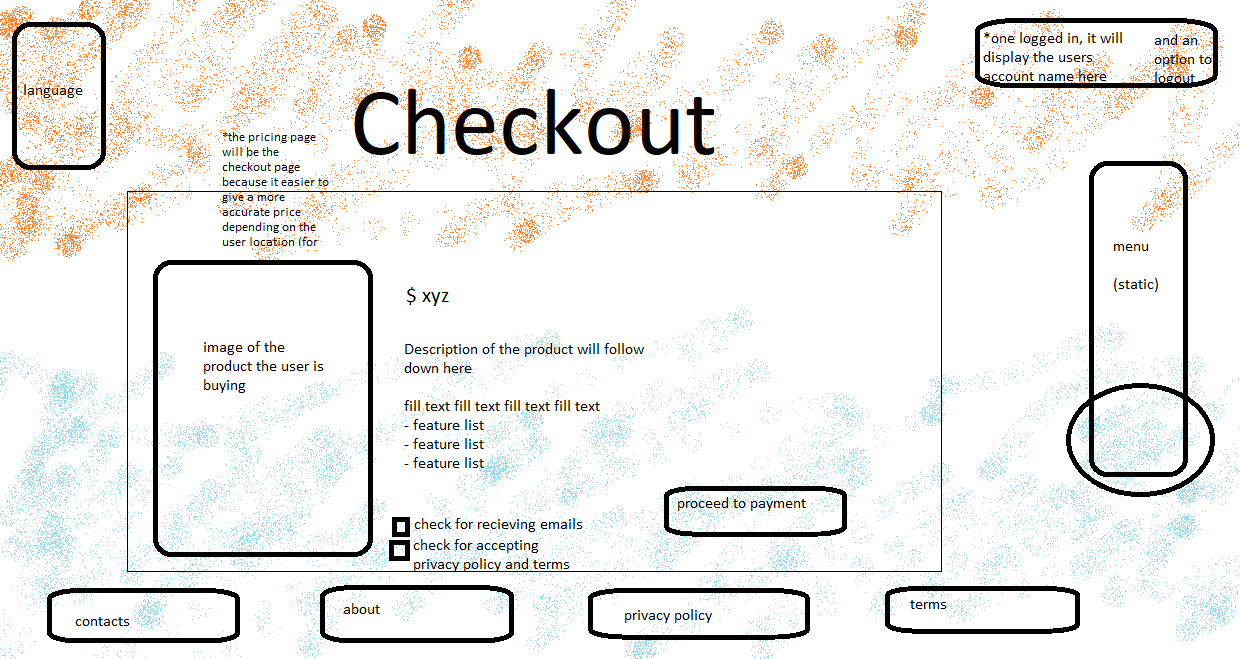 *one logged in, it will
display the users
account name here
and an
option to
logout
language
Checkout
*the pricing page
will be the
checkout page
because it easier to
give a more
accurate price
depending on the
user location (for
menu
(static)
$ xyz
image of the
product the user is
buying
Description of the product will follow
down here
fill text fill text fill text fill text
- feature list
- feature list
- feature list
proceed to payment
check for recieving emails
check for accepting
privacy policy and terms
contacts
about
privacy policy
terms